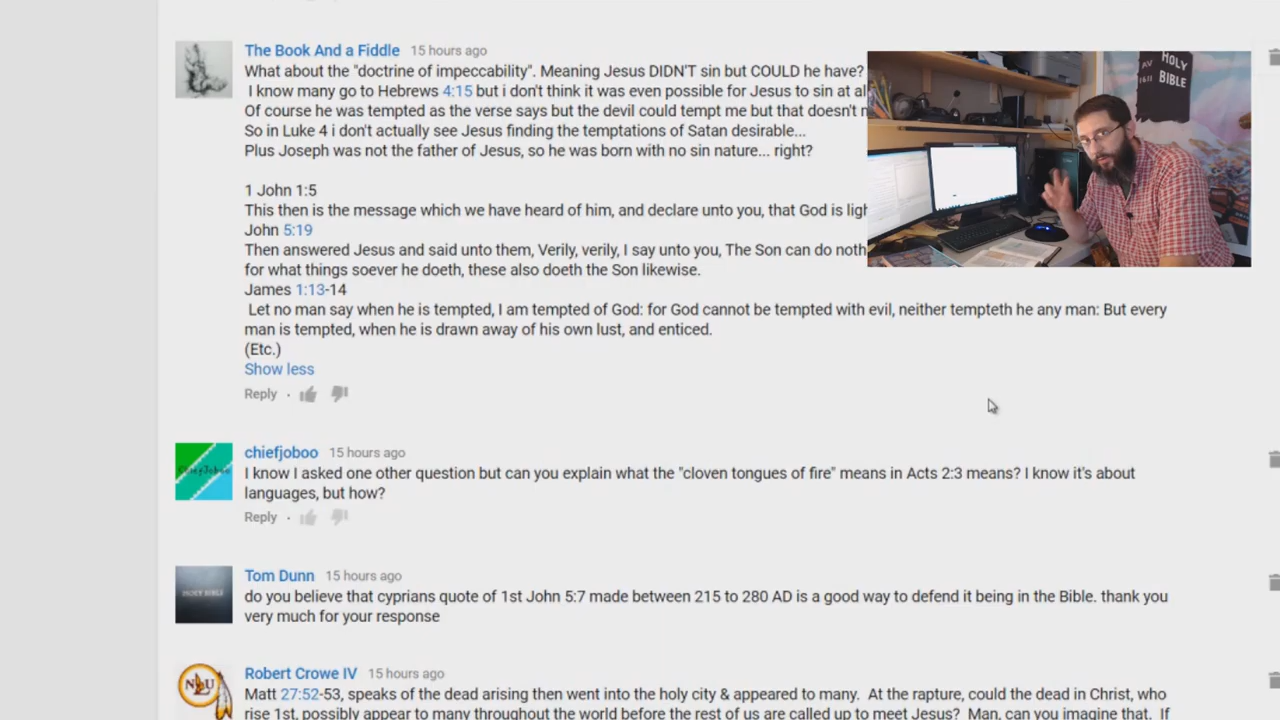 The Book And a Fiddle 15 hours ago
What about the "doctrine of impeccability". Meaning Jesus DIDN'T sin but COULD he have?
I know many go to Hebrews 4:15 but i don't think it was even possible for Jesus to sin at al
Of course he was tempted as the verse says but the devil could tempt me but that doesn't
So in Luke 4 i don't actually see Jesus finding the temptations of Satan desirable...
Plus Joseph was not the father of Jesus, so he was born with no sin nature... right?
1 John 1:5
This then is the message which we have heard of him, and declare unto you, that God is
John 5:19
Then answered Jesus and said unto them, Verily, verily, I say unto you, The Son can do
for what things soever he doeth, these also doeth the Son likewise.
James 1:13-14
Let no man say when he is tempted, I am tempted of God: for God cannot be tempted with evil, neither tempteth he any man: But every
man is tempted, when he is drawn away of his own lust, and enticed.
(Etc.)
Show less
Reply
HOLY
BIBLE
AV
1611
chiefjoboo 15 hours ago
I know I asked one other question but can you explain what the "cloven tongues of fire" means in Acts 2:3 means? I know it's about
languages, but how?
Reply
Tom Dunn 15 hours ago
HOLY BIBLE
do you believe that cyprians quote of 1st John 5:7 made between 215 to 280 AD is a good way to defend it being in the Bible. thank you
very much for your response
Robert Crowe IV 15 hours ago
Matt 27:52-53, speaks of the dead arising then went into the holy city & appeared to many. At the rapture, could the dead in Christ, who
rise 1st, possibly appear to many throughout the world before the rest of us are called up to meet Jesus? Man, can you imagine that. If